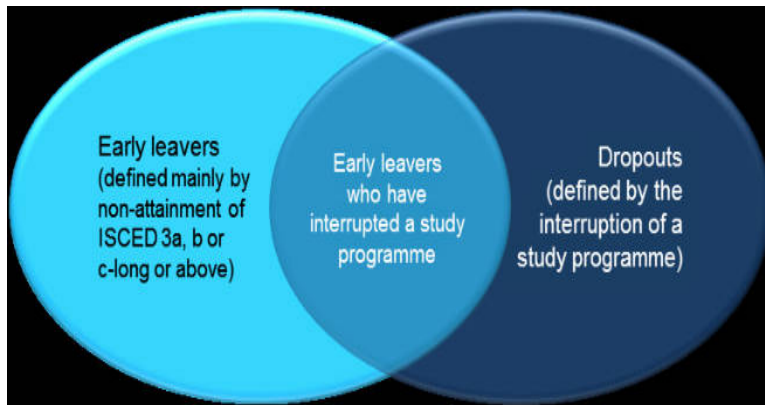 Early leavers
(defined mainly by
non-attainment of
ISCED 3a, b or
c-long or above)
Early leavers
who have
interrupted a study
programme
Dropouts
(defined by the
interruption of a
study programme)